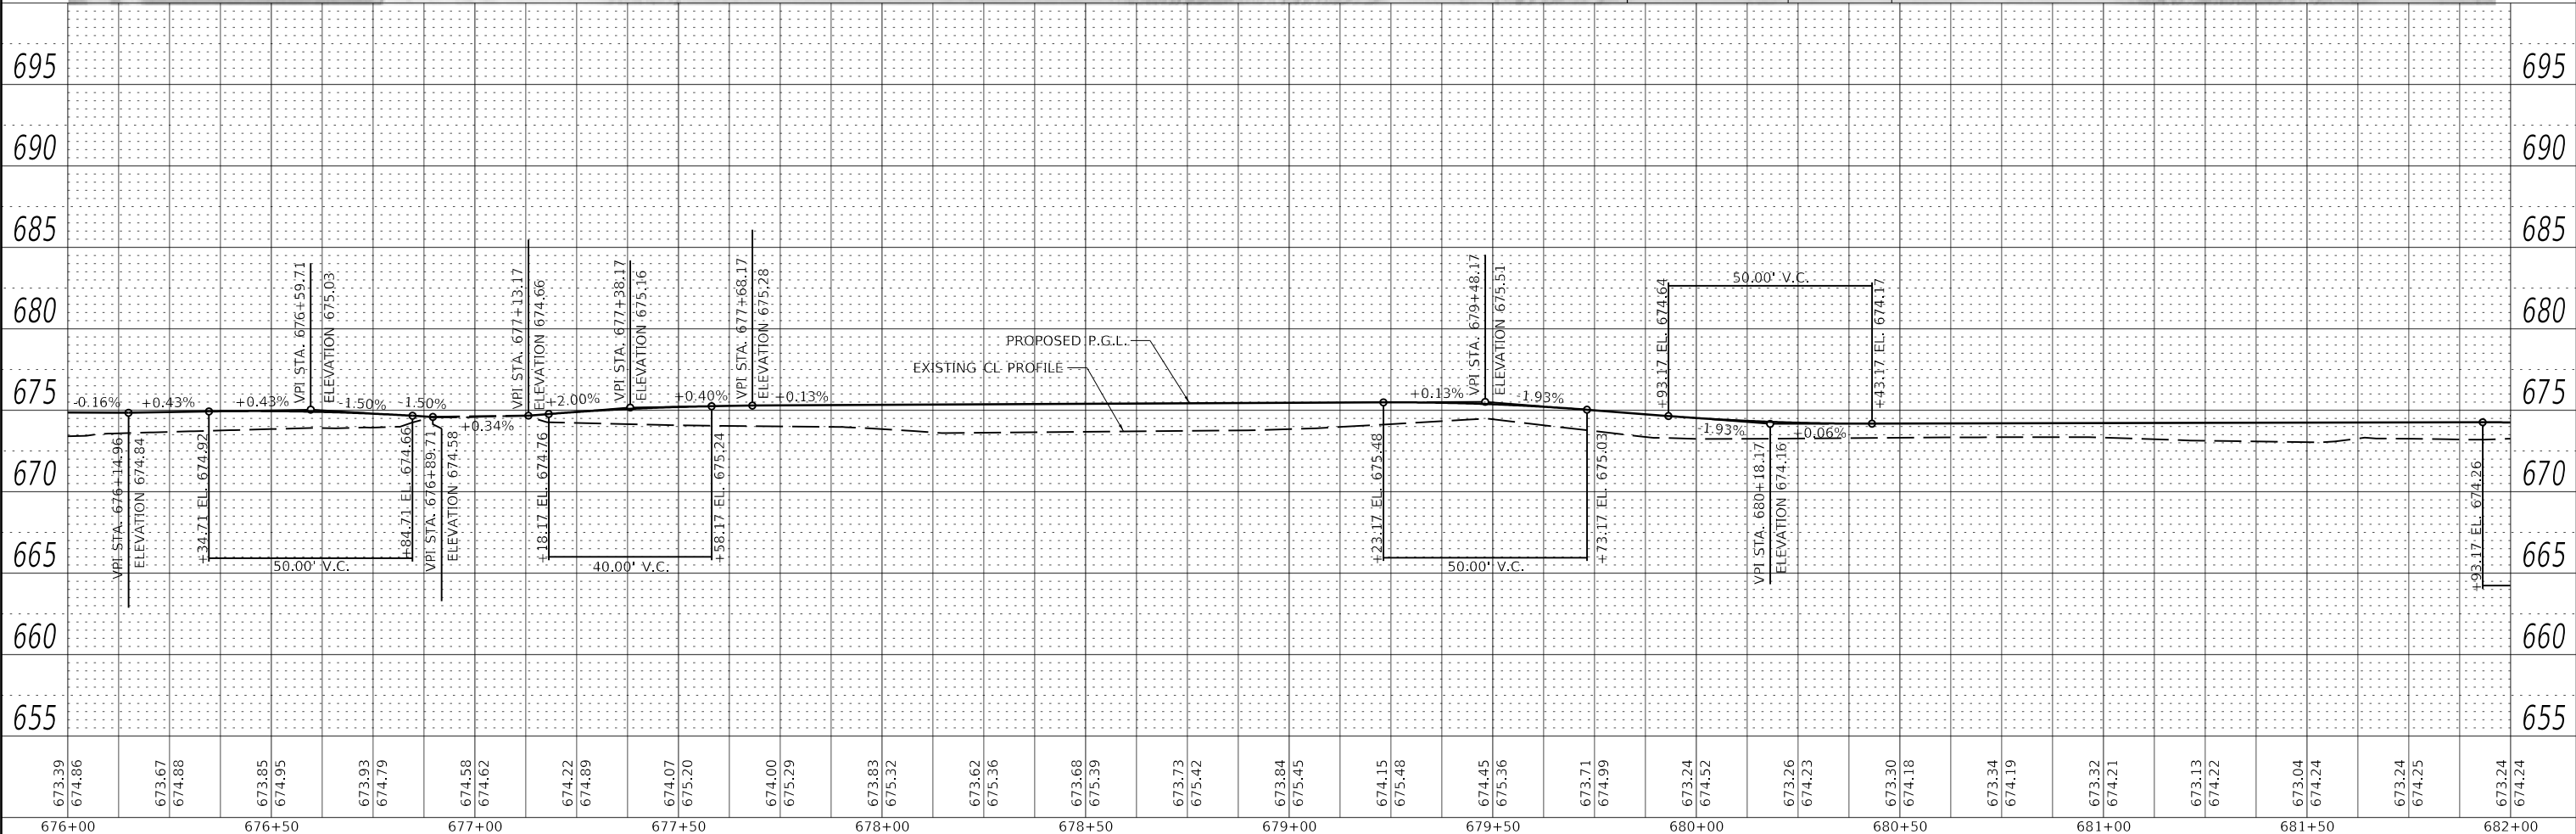 695 695
690 690
685 685
680 680
675 675
670 670
665 665
660 660
655 655
-0.16%
+0.43%
+0.43%
-1.50%
-1.50%
+0.34%
+2.00%
+0.40%
+0.13%
+0.13%
-1.93%
-1.93%
+0.06%
VPI STA. 676+14.96
ELEVATION 674.84
+34.71 EL. 674.92
50.00' V.C.
VPI STA. 676+59.71
ELEVATION 675.03
+84.71 EL. 674.66
VPI STA. 676+89.71
ELEVATION 674.58
VPI STA. 677+13.17
ELEVATION 674.66
+18.17 EL. 674.76
40.00' V.C.
VPI STA. 677+38.17
ELEVATION 675.16
+58.17 EL. 675.24
VPI STA. 677+68.17
ELEVATION 675.28
PROPOSED P.G.L.
EXISTING CL PROFILE
+23.17 EL. 675.48
50.00' V.C.
VPI STA. 679+48.17
ELEVATION 675.51
+73.17 EL. 675.03
+93.17 EL. 674.64
50.00' V.C.
VPI STA. 680+18.17
ELEVATION 674.16
+43.17 EL. 674.17
+93.17 EL. 674.26
673.39
674.86
673.67
674.88
673.85
674.95
673.93
674.79
674.58
674.62
674.22
674.89
674.07
675.20
674.00
675.29
673.83
675.32
673.62
675.36
673.68
675.39
673.73
675.42
673.84
675.45
674.15
675.48
674.45
675.36
673.71
674.99
673.24
674.52
673.26
674.23
673.30
674.18
673.34
674.19
673.32
674.21
673.13
674.22
673.04
674.24
673.24
674.25
673.24
674.24
676+00 676+50 677+00 677+50 678+00 678+50 679+00 679+50 680+00 680+50 681+00 681+50 682+00